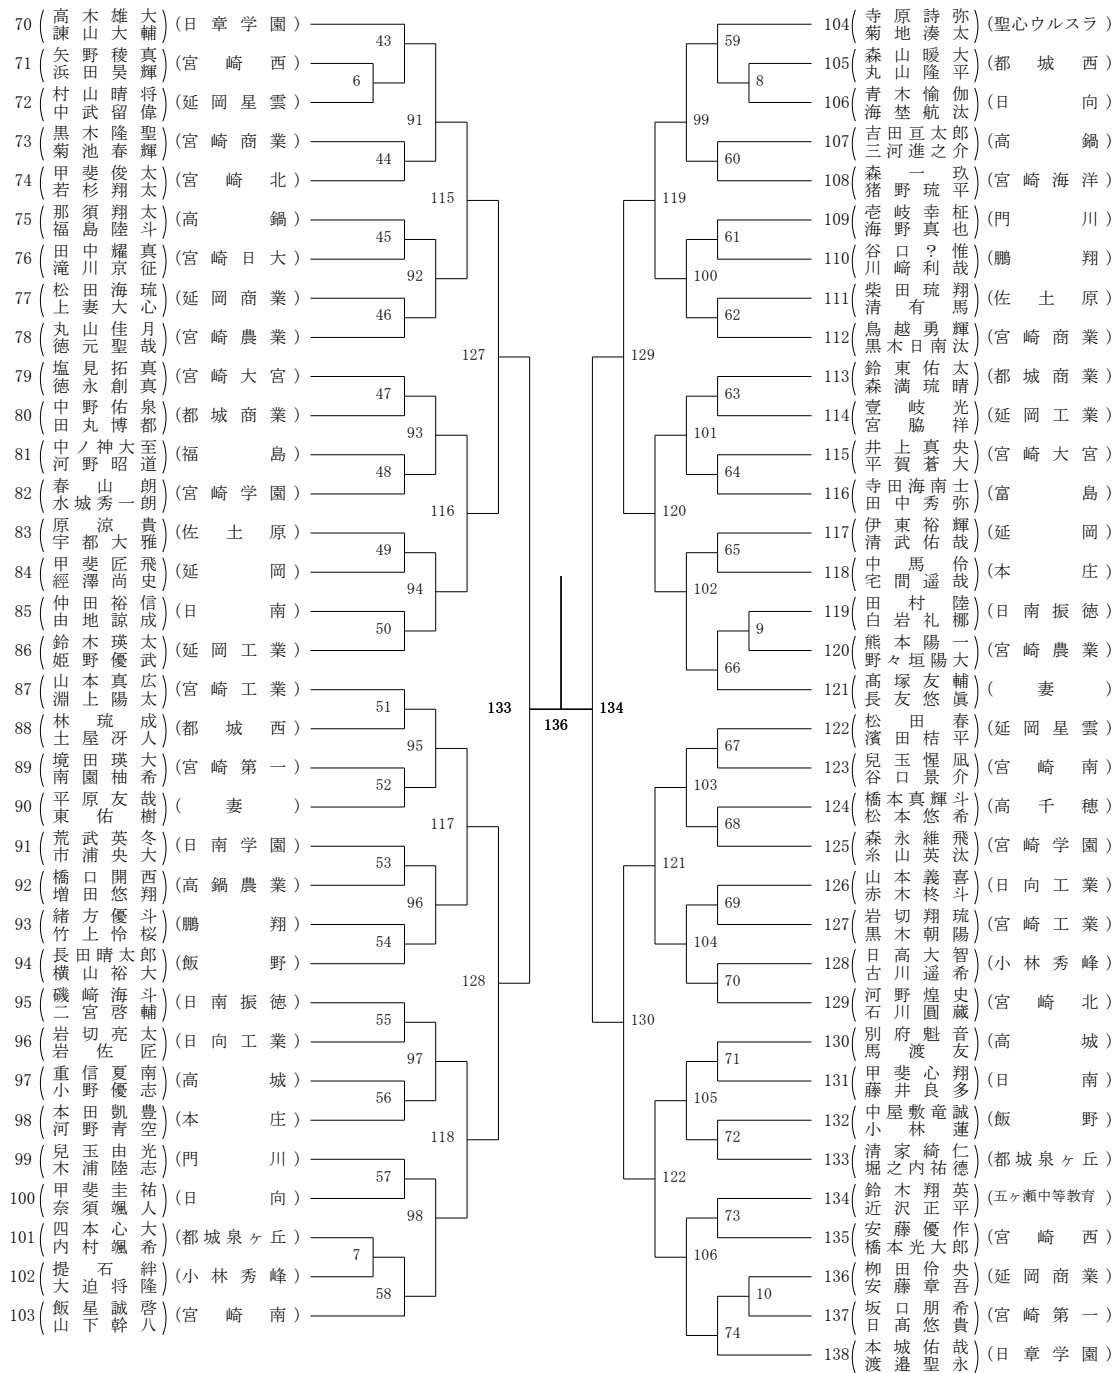 70 (高木雄大 諫山大輔) (日章学園)
71 (矢野稜真 浜田昊輝) (宮崎西)
72 (村山晴将 中武留偉) (延岡星雲)
73 (黒木隆聖 菊池春輝) (宮崎商業)
74 (甲斐俊太 若杉翔太) (宮崎北)
75 (那須翔太 福島陸斗) (高鍋)
76 (田中耀真 滝川京征) (宮崎日大)
77 (松田海琉 上妻大心) (延岡商業)
78 (丸山佳月 徳元聖哉) (宮崎農業)
79 (塩見拓真 徳永創真) (宮崎大宮)
80 (中野佑泉 田丸博都) (都城商業)
81 (中ノ神大至 河野昭道) (福島)
82 (春山朗 水城秀一朗) (宮崎学園)
83 (原涼貴 宇都大雅) (佐土原)
84 (甲斐匠飛 經澤尚史) (延岡)
85 (仲田裕信 由地諒成) (日南)
86 (鈴木瑛太 姫野優武) (延岡工業)
87 (山本真広 淵上陽太) (宮崎工業)
88 (林琉成 土屋冴人) (都城西)
89 (境田瑛大 南園柚希) (宮崎第一)
90 (平原友哉 東佑樹) (妻)
91 (荒武英冬 市浦央大) (日南学園)
92 (橋口開西 増田悠翔) (高鍋農業)
93 (緒方優斗 竹上怜桜) (鵬翔)
94 (長田晴太郎 横山裕大) (飯野)
95 (磯﨑海斗 二宮啓輔) (日南振徳)
96 (岩切亮太 岩佐匠) (日向工業)
97 (重信夏南 小野優志) (高城)
98 (本田凱豊 河野青空) (本庄)
99 (兒玉由光 木浦陸志) (門川)
100 (甲斐圭祐 奈須颯人) (日向)
101 (四本心大 内村颯希) (都城泉ヶ丘)
102 (提石絆 大迫将隆) (小林秀峰)
103 (飯星誠啓 山下幹八) (宮崎南)
43
6
91
44
115
45
92
46
127
47
93
48
116
49
94
50
133
51
95
52
117
53
96
54
128
55
97
56
118
57
98
7
58
136
134
59
8
99
60
119
61
100
62
129
63
101
64
120
65
102
9
66
67
103
68
121
69
104
70
130
71
105
72
122
73
106
10
74
104 (寺原詩弥 菊地湊太) (聖心ウルスラ)
105 (森山暖大 丸山隆平) (都城西)
106 (青木愉伽 海埜航汰) (日向)
107 (吉田亘太郎 三河進之介) (高鍋)
108 (森一玖 猪野琉平) (宮崎海洋)
109 (壱岐幸柾 海野真也) (門川)
110 (谷口？惟 川﨑利哉) (鵬翔)
111 (柴田琉翔 清有馬) (佐土原)
112 (鳥越勇輝 黒木日南汰) (宮崎商業)
113 (鈴東佑太 森満琉晴) (都城商業)
114 (壹岐光 宮脇祥) (延岡工業)
115 (井上真央 平賀蒼大) (宮崎大宮)
116 (寺田海南士 田中秀弥) (富島)
117 (伊東裕輝 清武佑哉) (延岡)
118 (中馬伶 宅間遥哉) (本庄)
119 (田村陸 白岩礼梛) (日南振徳)
120 (熊本陽一 野々垣陽大) (宮崎農業)
121 (髙塚友輔 長友悠眞) (妻)
122 (松田春 濱田桔平) (延岡星雲)
123 (兒玉惺凪 谷口景介) (宮崎南)
124 (橋本真輝斗 松本悠希) (高千穂)
125 (森永維飛 糸山英汰) (宮崎学園)
126 (山本義喜 赤木柊斗) (日向工業)
127 (岩切翔琉 黒木朝陽) (宮崎工業)
128 (日高大智 古川遥希) (小林秀峰)
129 (河野煌史 石川圓蔵) (宮崎北)
130 (別府魁音 馬渡友) (高城)
131 (甲斐心翔 藤井良多) (日南)
132 (中屋敷竜誠 小林蓮) (飯野)
133 (清家綺仁 堀之内祐德) (都城泉ヶ丘)
134 (鈴木翔英 近沢正平) (五ヶ瀬中等教育)
135 (安藤優作 橋本光太郎) (宮崎西)
136 (栁田伶央 安藤章吾) (延岡商業)
137 (坂口朋希 日髙悠貴) (宮崎第一)
138 (本城佑哉 渡邉聖永) (日章学園)